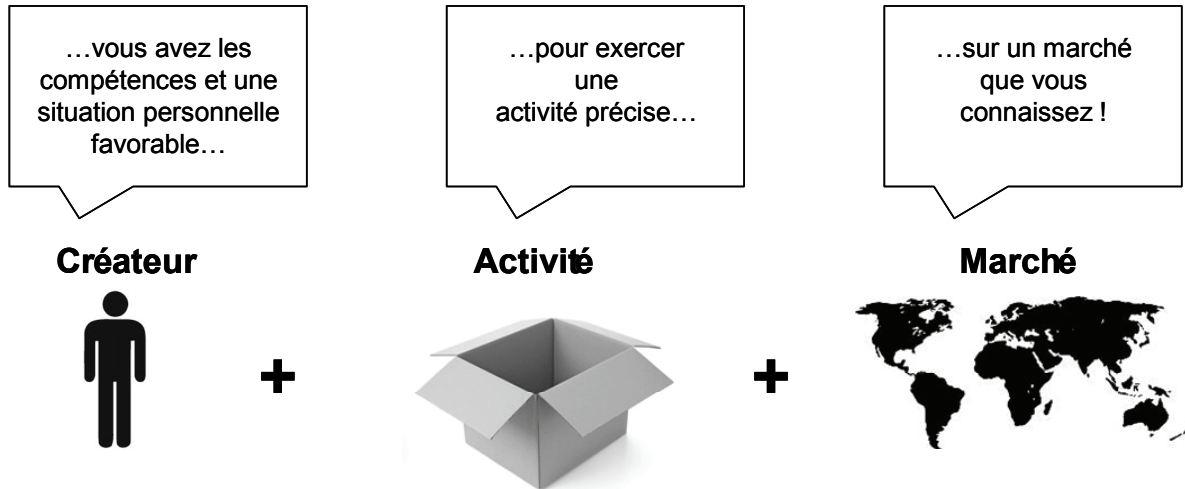 …vous avez les
compétences et une
situation personnelle
favorable…
…pour exercer
une
activité précise…
…sur un marché
que vous
connaissez !
Créateur
Activité
Marché
+
+